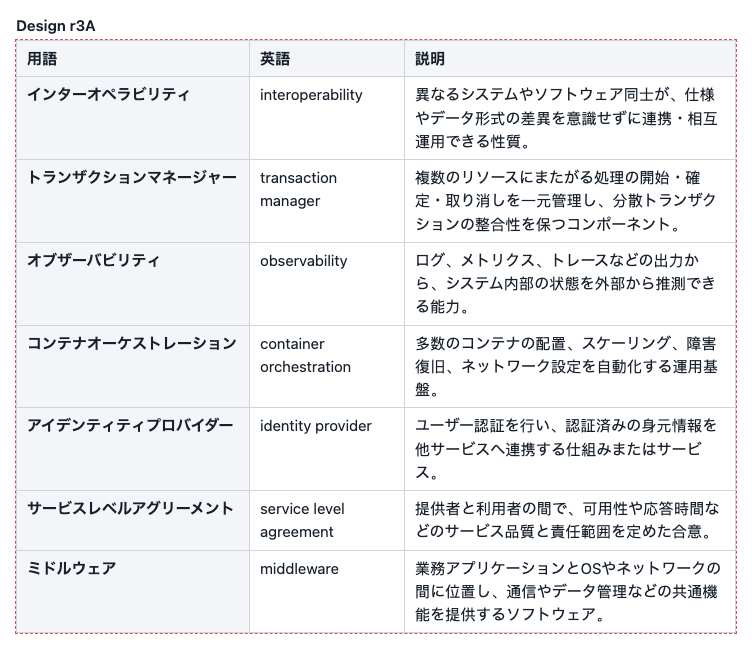 Design r3A
用語 英語 説明
インターオペラビリティ interoperability 異なるシステムやソフトウェア同士が、仕様
やデータ形式の差異を意識せずに連携・相互
運用できる性質。
トランザクションマネージャー transaction 複数のリソースにまたがる処理の開始・確
manager 定・取り消しを一元管理し、分散トランザク
ションの整合性を保つコンポーネント。
オブザーバビリティ observability ログ、メトリクス、トレースなどの出力か
ら、システム内部の状態を外部から推測でき
る能力。
コンテナオーケストレーション container 多数のコンテナの配置、スケーリング、障害
orchestration 復旧、ネットワーク設定を自動化する運用基
盤。
アイデンティティプロバイダー identity provider ユーザー認証を行い、認証済みの身元情報を
他サービスへ連携する仕組みまたはサービ
ス。
サービスレベルアグリーメント service level 提供者と利用者の間で、可用性や応答時間な
agreement どのサービス品質と責任範囲を定めた合意。
ミドルウェア middleware 業務アプリケーションとOSやネットワークの
間に位置し、通信やデータ管理などの共通機
能を提供するソフトウェア。